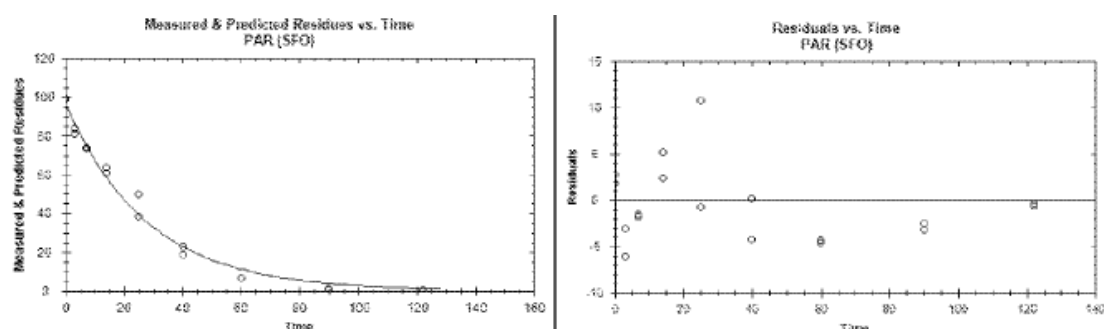 Measured & Predicted Residues vs. Time
PAR (SFO)
Measured & Predicted Residues
120
100
80
60
40
20
0
0 20 40 60 80 100 120 140 160
Time
Residuals vs. Time
PAR (SFO)
Residuals
15
10
5
0
-5
-10
0 20 40 60 80 100 120 140
Time